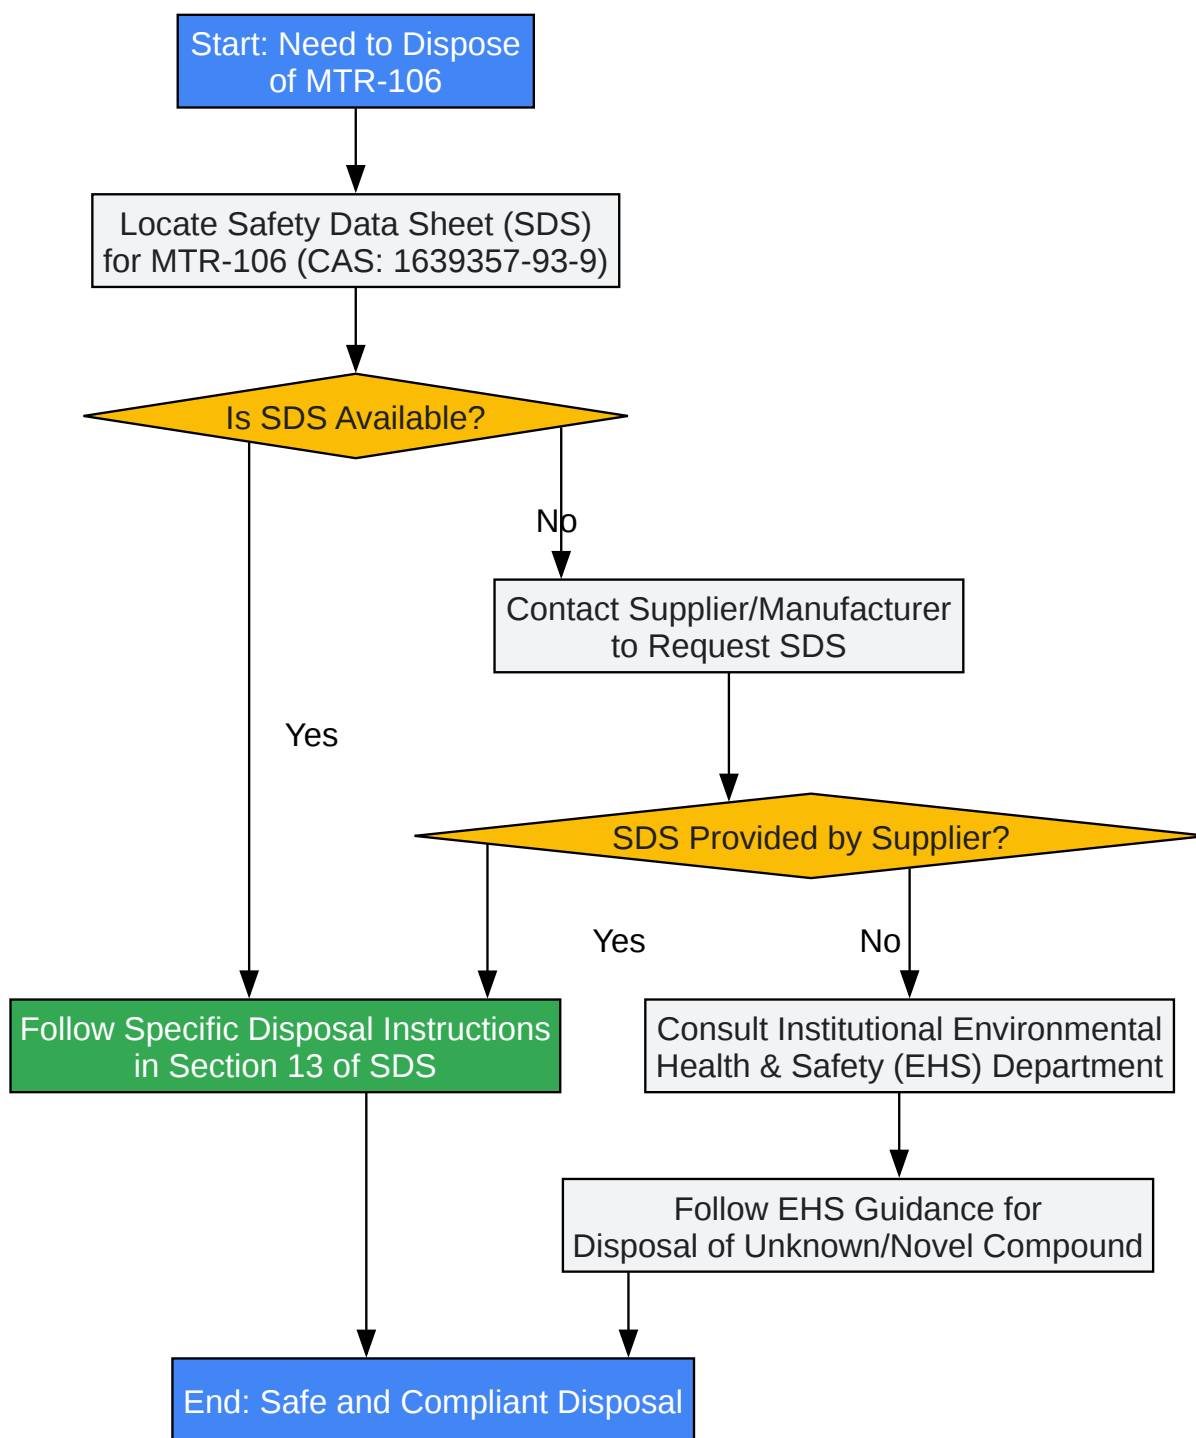 Start: Need to Dispose
of MTR-106
Locate Safety Data Sheet (SDS)
for MTR-106 (CAS: 1639357-93-9)
Is SDS Available?
No
Contact Supplier/Manufacturer
to Request SDS
Yes
SDS Provided by Supplier?
Yes
No
Follow Specific Disposal Instructions
in Section 13 of SDS
Consult Institutional Environmental
Health & Safety (EHS) Department
Follow EHS Guidance for
Disposal of Unknown/Novel Compound
End: Safe and Compliant Disposal